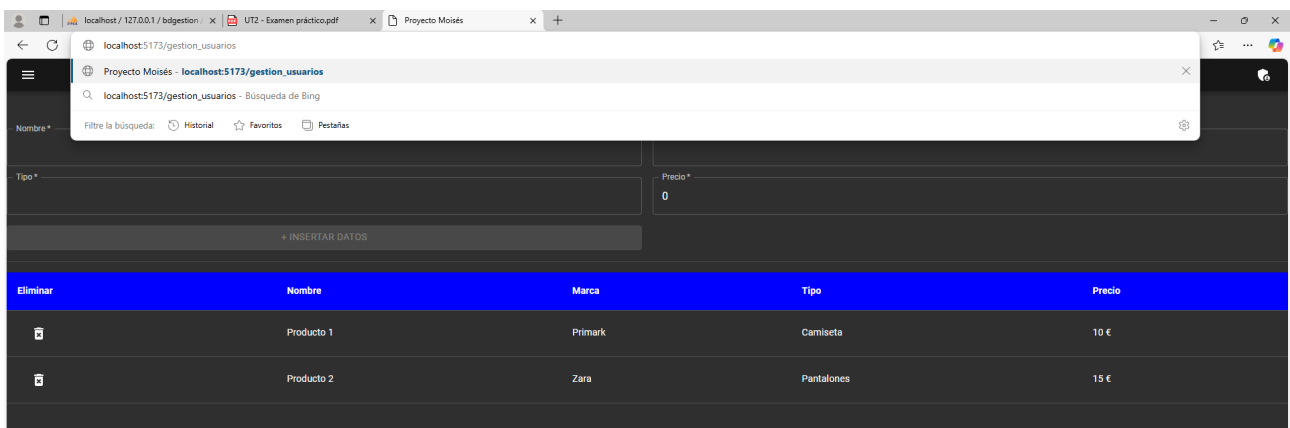 localhost / 127.0.0.1 / bdgestion / UT2 - Examen práctico.pdf Proyecto Moisés
localhost:5173/gestion_usuarios
Proyecto Moisés - localhost:5173/gestion_usuarios
localhost:5173/gestion_usuarios - Búsqueda de Bing
Filtre la búsqueda: Historial Favoritos Pestañas
Nombre *
Tipo * Precio *
0
+ INSERTAR DATOS
Eliminar Nombre Marca Tipo Precio
Producto 1 Primark Camiseta 10 €
Producto 2 Zara Pantalones 15 €